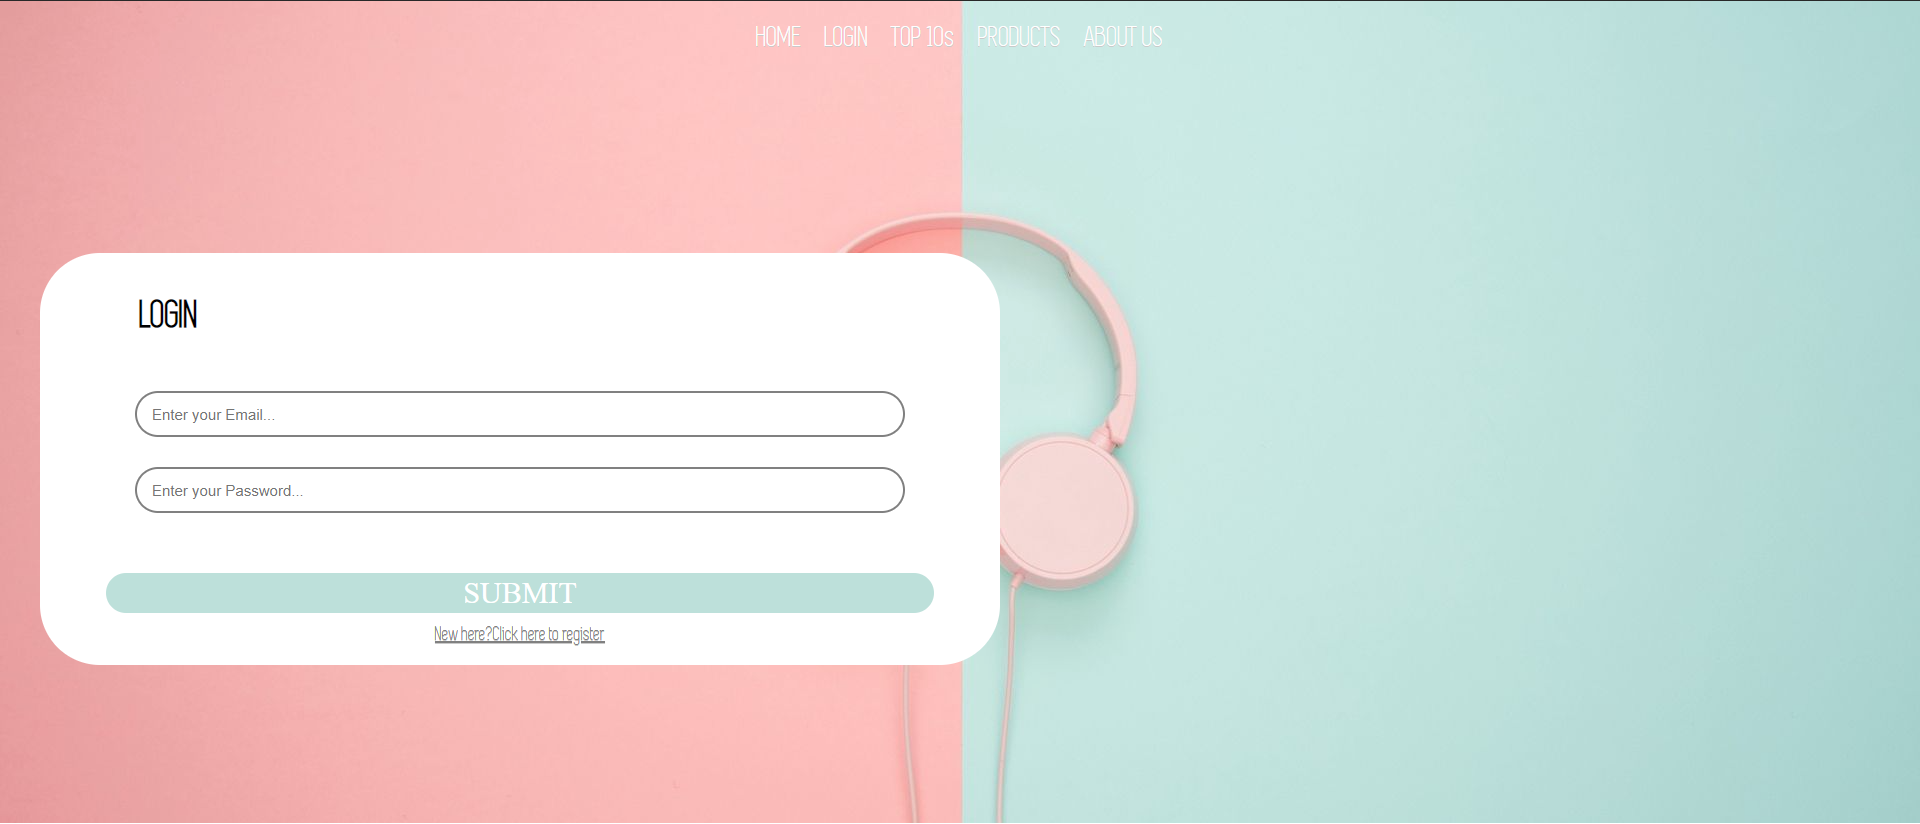 HOME LOGIN TOP 10s PRODUCTS ABOUT US
LOGIN
Enter your Email...
Enter your Password...
SUBMIT
New here?Click here to register